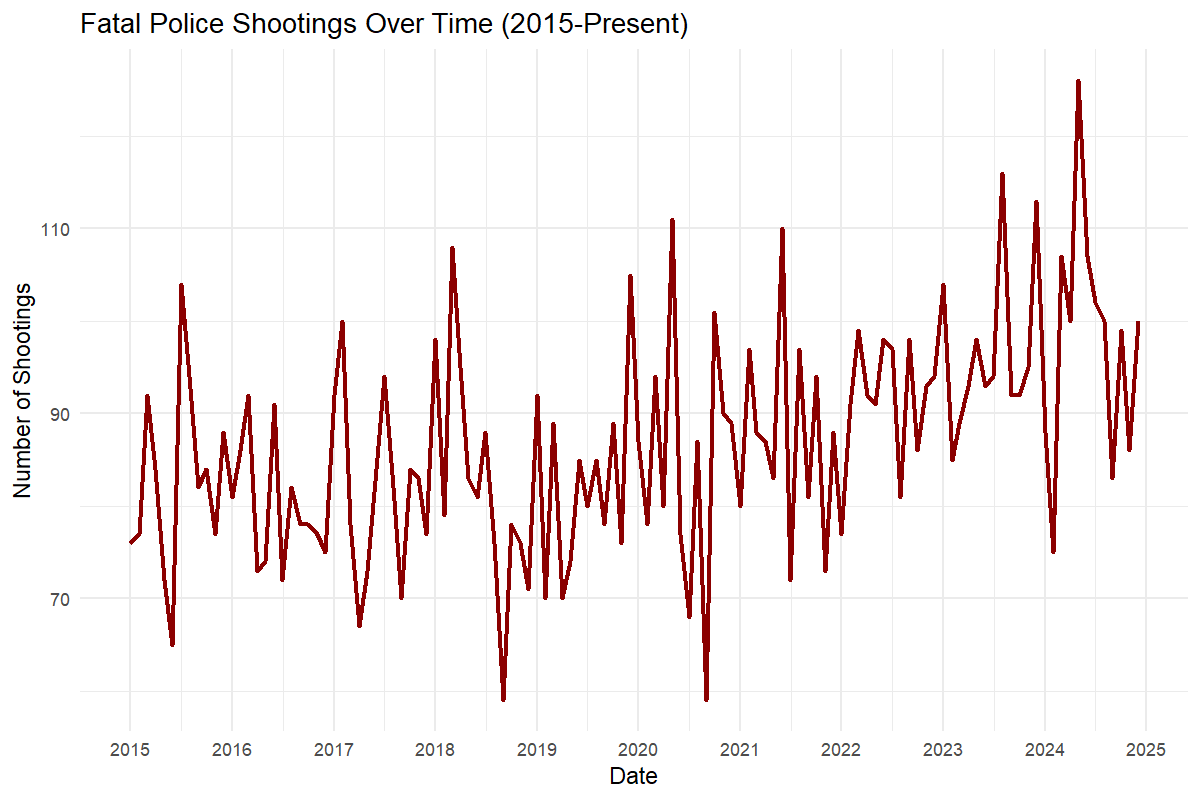 Fatal Police Shootings Over Time (2015-Present)
Number of Shootings
110
90
70
2015 2016 2017 2018 2019 2020 2021 2022 2023 2024 2025
Date